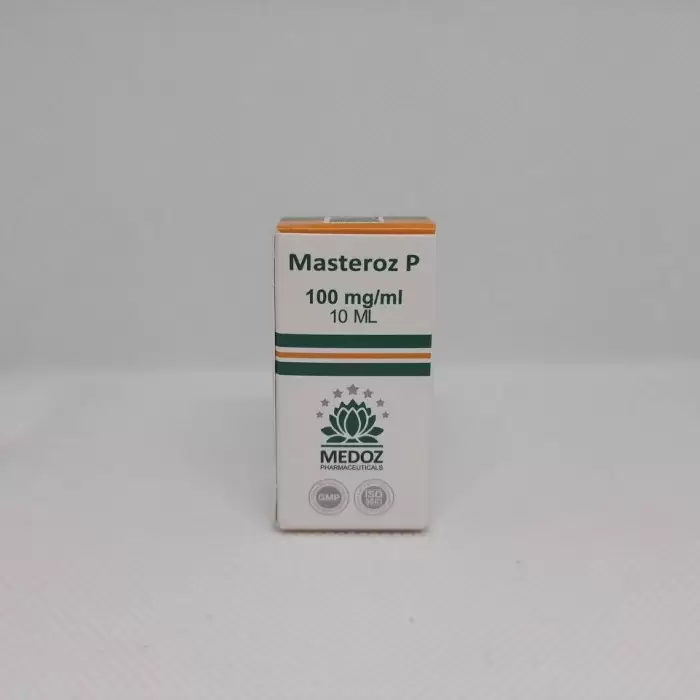 Masteroz P
100 mg/ml
10 ML
MEDOZ
PHARMACEUTICALS
GMP
ISO